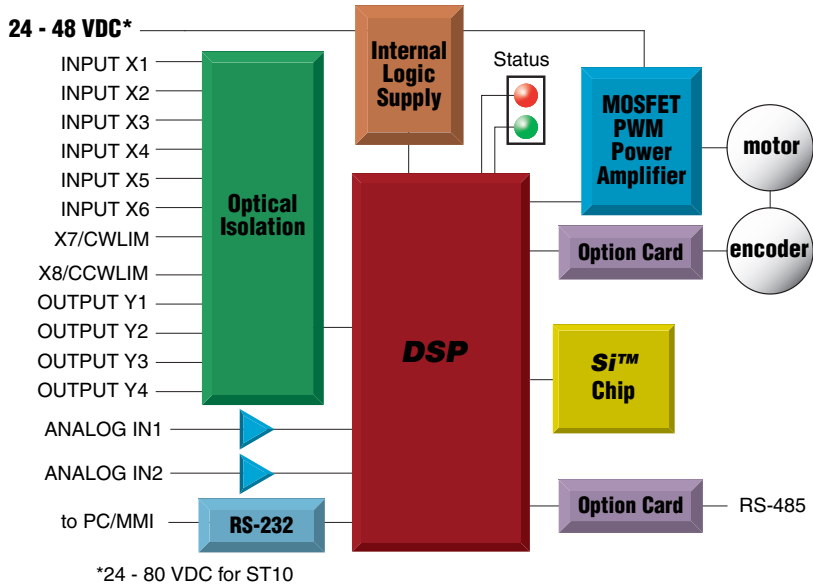 24 - 48 VDC*
INPUT X1
INPUT X2
INPUT X3
INPUT X4
INPUT X5
INPUT X6
X7/CWLIM
X8/CCWLIM
OUTPUT Y1
OUTPUT Y2
OUTPUT Y3
OUTPUT Y4
ANALOG IN1
ANALOG IN2
to PC/MMI
Optical
Isolation
RS-232
Internal
Logic
Supply
Status
DSP
MOSFET
PWM
Power
Amplifier
motor
Option Card
encoder
Si™
Chip
Option Card
RS-485
*24 - 80 VDC for ST10